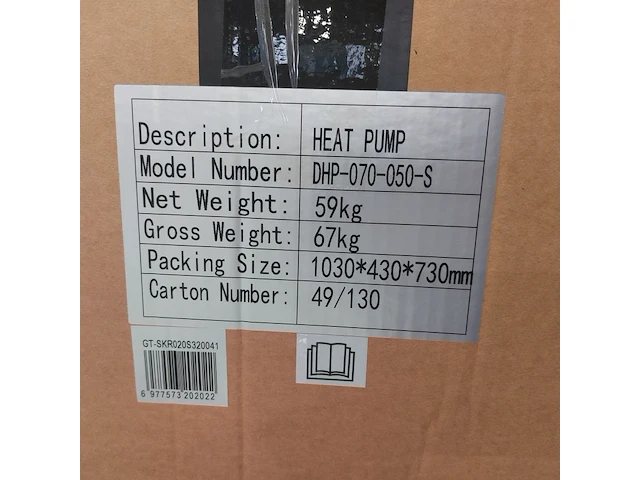 Description: HEAT PUMP
Model Number: DHP-070-050-S
Net Weight: 59kg
Gross Weight: 67kg
Packing Size: 1030*430*730mm
Carton Number: 49/130
GT-SKR020S320041
6 977573 202022